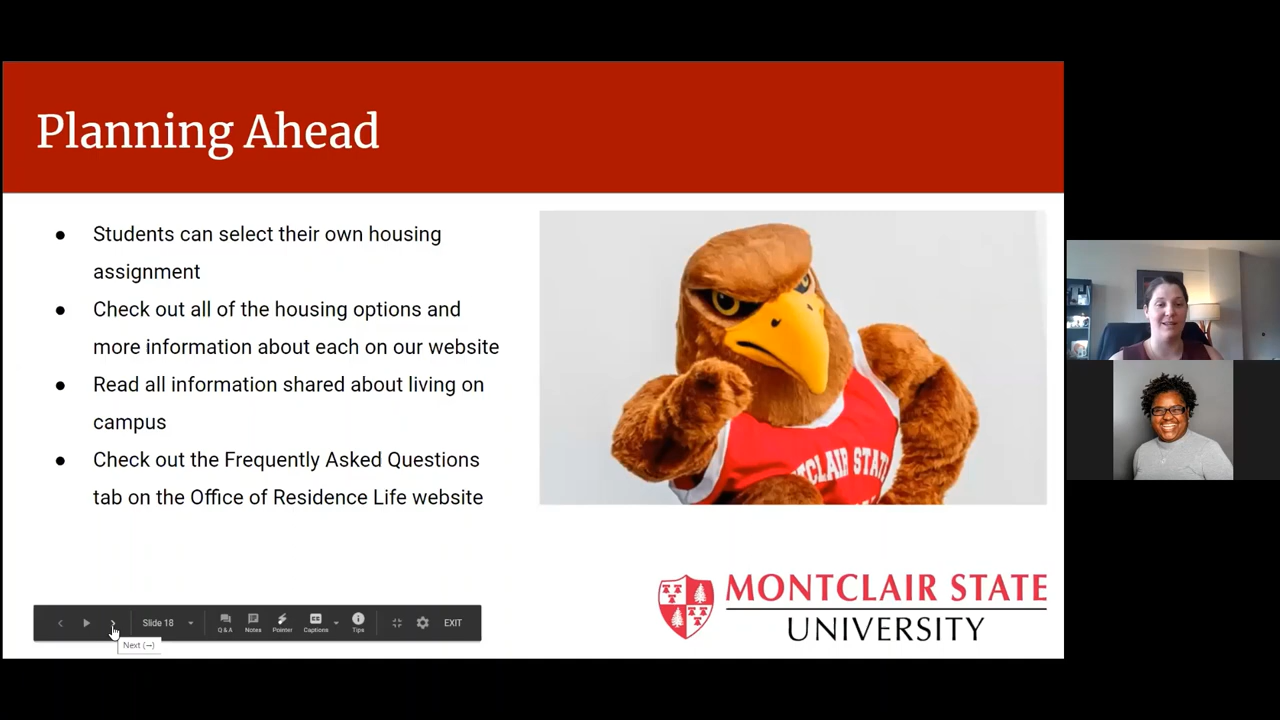 Planning Ahead
● Students can select their own housing
assignment
● Check out all of the housing options and
more information about each on our website
● Read all information shared about living on
campus
● Check out the Frequently Asked Questions
tab on the Office of Residence Life website
TCLAIR STATE
MONTCLAIR STATE
UNIVERSITY
Slide 18
Q & A
Notes
Pointer
Captions
Tips
EXIT
Next (→)